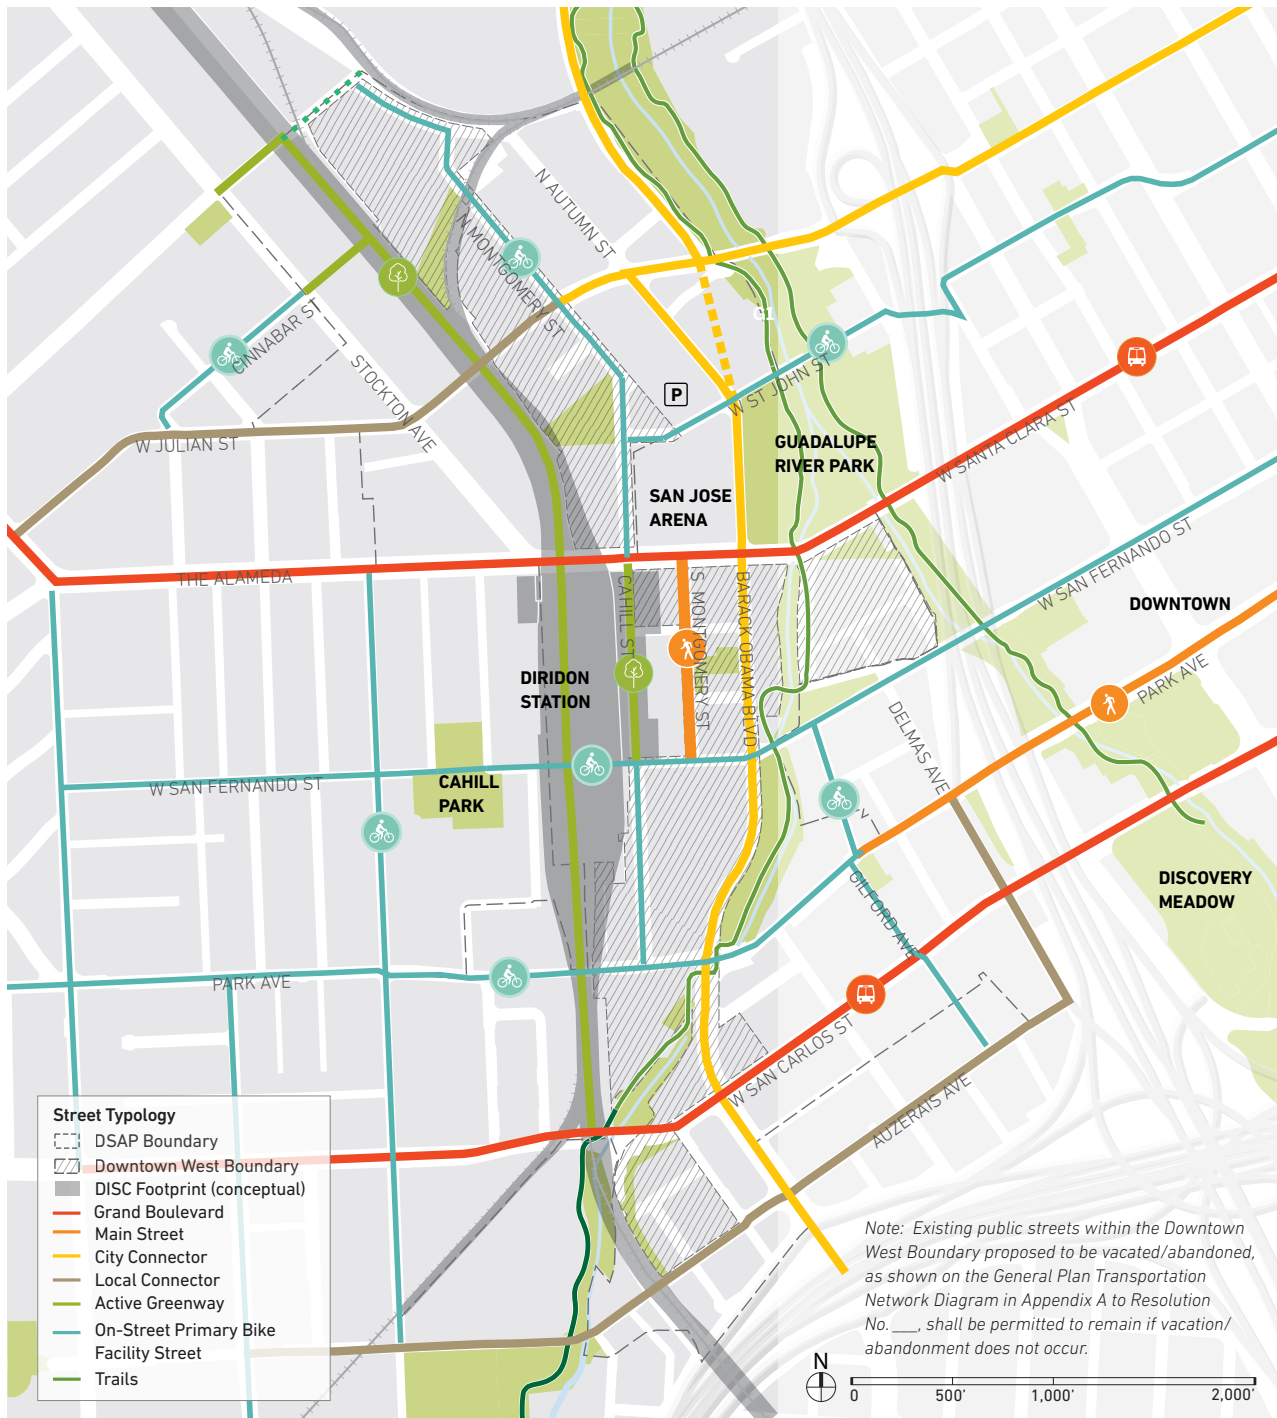 N AUTUMN ST
N MONTGOMERY ST
CINNABAR ST
STOCKTON AVE
W JULIAN ST
G1
P
W ST JOHN ST
GUADALUPE
RIVER PARK
W SANTA CLARA ST
SAN JOSE
ARENA
THE ALAMEDA
CAHILL ST
S MONTGOMERY ST
BARACK OBAMA BLVD
W SAN FERNANDO ST
DOWNTOWN
DIRIDON
STATION
PARK AVE
DELMAS AVE
W SAN FERNANDO ST
CAHILL
PARK
GILFORD AVE
DISCOVERY
MEADOW
PARK AVE
W SAN CARLOS ST
AUZERAIS AVE
Street Typology
DSAP Boundary
Downtown West Boundary
DISC Footprint (conceptual)
Grand Boulevard
Main Street
City Connector
Local Connector
Active Greenway
On-Street Primary Bike
Facility Street
Trails
Note: Existing public streets within the Downtown
West Boundary proposed to be vacated/abandoned,
as shown on the General Plan Transportation
Network Diagram in Appendix A to Resolution
No. ___, shall be permitted to remain if vacation/
abandonment does not occur.
N
0 500' 1,000' 2,000'